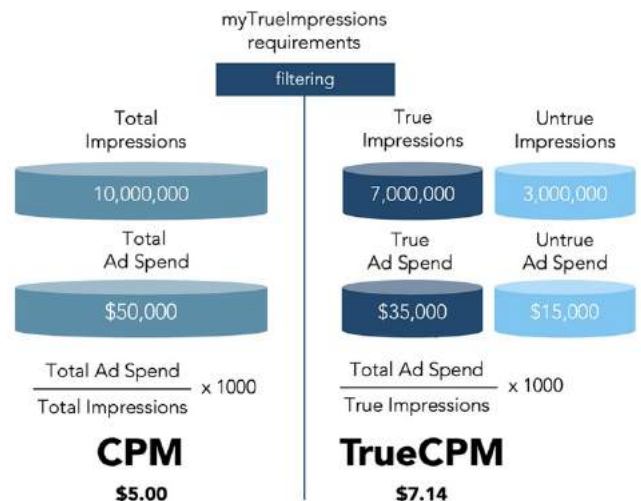 myTrueImpressions
requirements
filtering
Total
Impressions
10,000,000
Total
Ad Spend
$50,000
Total Ad Spend
Total Impressions
x 1000
CPM
$5.00
True
Impressions
Untrue
Impressions
7,000,000
3,000,000
True
Ad Spend
Untrue
Ad Spend
$35,000
$15,000
Total Ad Spend
True Impressions
x 1000
TrueCPM
$7.14